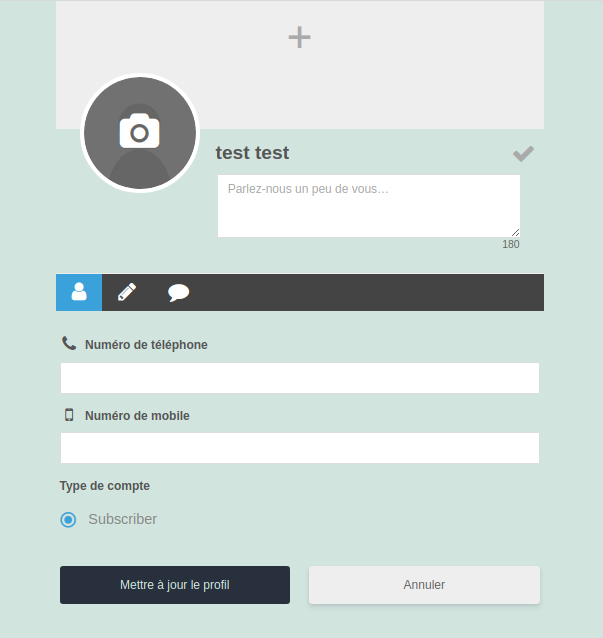 test test
Parlez-nous un peu de vous…
180
Numéro de téléphone
Numéro de mobile
Type de compte
Subscriber
Mettre à jour le profil
Annuler